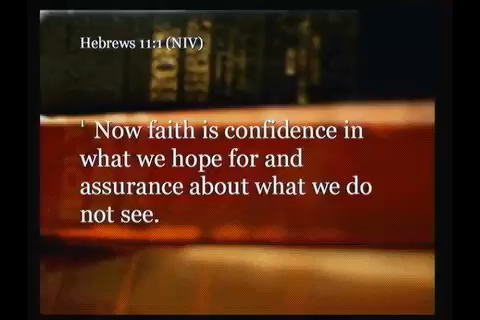 Hebrews 11:1 (NIV)
1 Now faith is confidence in
what we hope for and
assurance about what we do
not see.